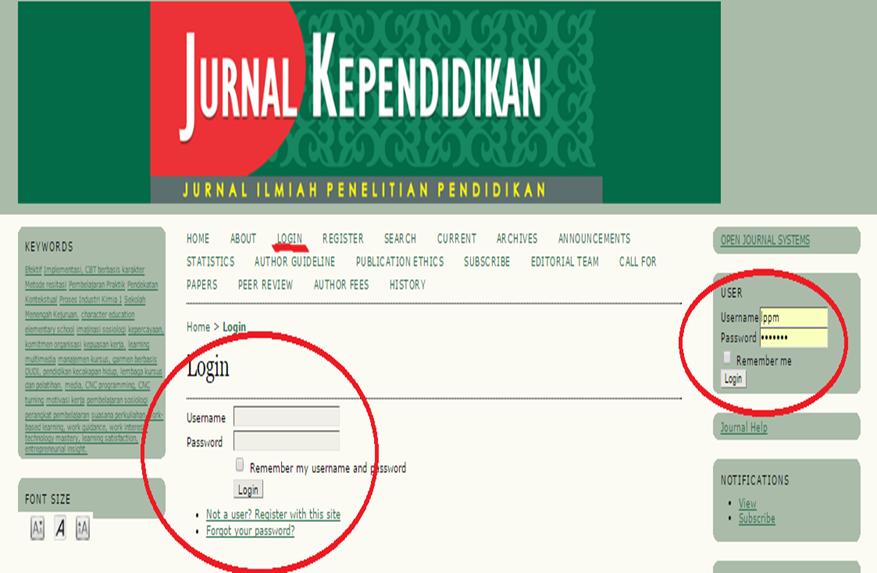 JURNAL KEPENDIDIKAN
JURNAL ILMIAH PENELITIAN PENDIDIKAN
KEYWORDS
Efektif Implementasi, CBT berbasis karakter
Metode resitasi Pembelajaran Praktik Pendekatan
Kontekstual Proses Industri Kimia 1 Sekolah
Menengah Kejuruan, character education
elementary school imajinasi sosiologi kepercayaan,
komitmen organisasi kepuasan kerja, learning
multimedia manajemen kursus, garmen berbasis
DUDI, pendidikan kecakapan hidup, lembaga kursus
dan pelatihan, media, CNC programming, CNC
turning motivasi kerja pembelajaran sosiologi
perangkat pembelajaran suasana perkuliahan work-
based learning, work guidance, work interest,
technology mastery, learning satisfaction,
entrepreneurial insight.
FONT SIZE
A A A
HOME ABOUT LOGIN REGISTER SEARCH CURRENT ARCHIVES ANNOUNCEMENTS
STATISTICS AUTHOR GUIDELINE PUBLICATION ETHICS SUBSCRIBE EDITORIAL TEAM CALL FOR
PAPERS PEER REVIEW AUTHOR FEES HISTORY
Home > Login
Login
Username
Password
Remember my username and password
Login
Not a user? Register with this site
Forgot your password?
OPEN JOURNAL SYSTEMS
USER
Username lppm
Password •••••••
Remember me
Login
Journal Help
NOTIFICATIONS
View
Subscribe